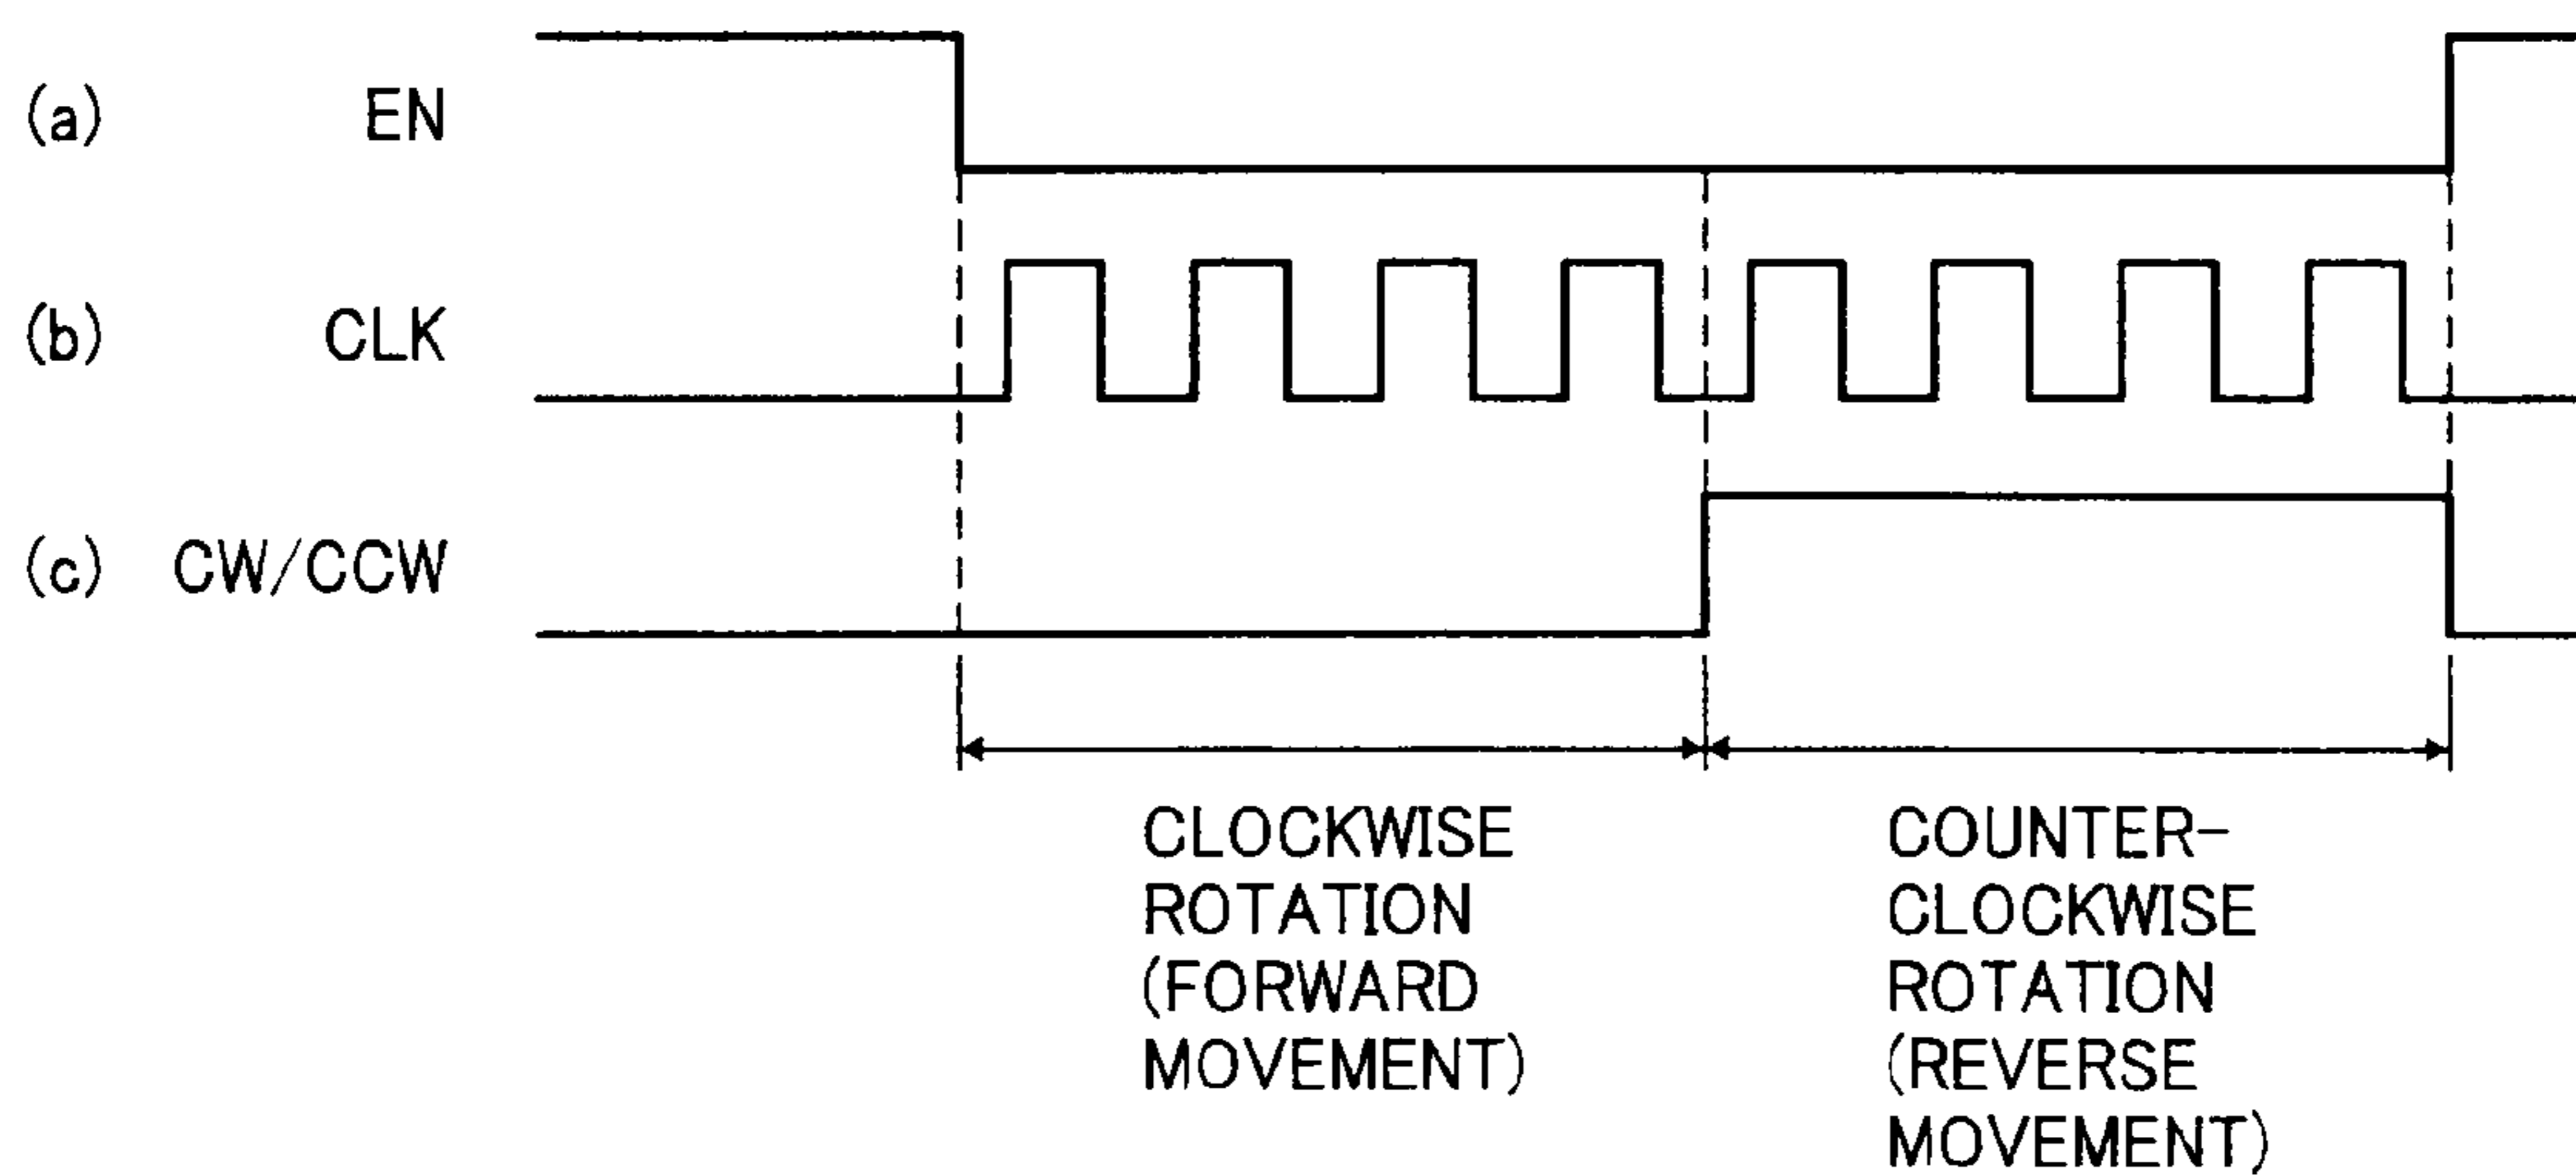 (a) EN
(b) CLK
(c) CW/CCW
CLOCKWISE
ROTATION
(FORWARD
MOVEMENT)
COUNTER-
CLOCKWISE
ROTATION
(REVERSE
MOVEMENT)